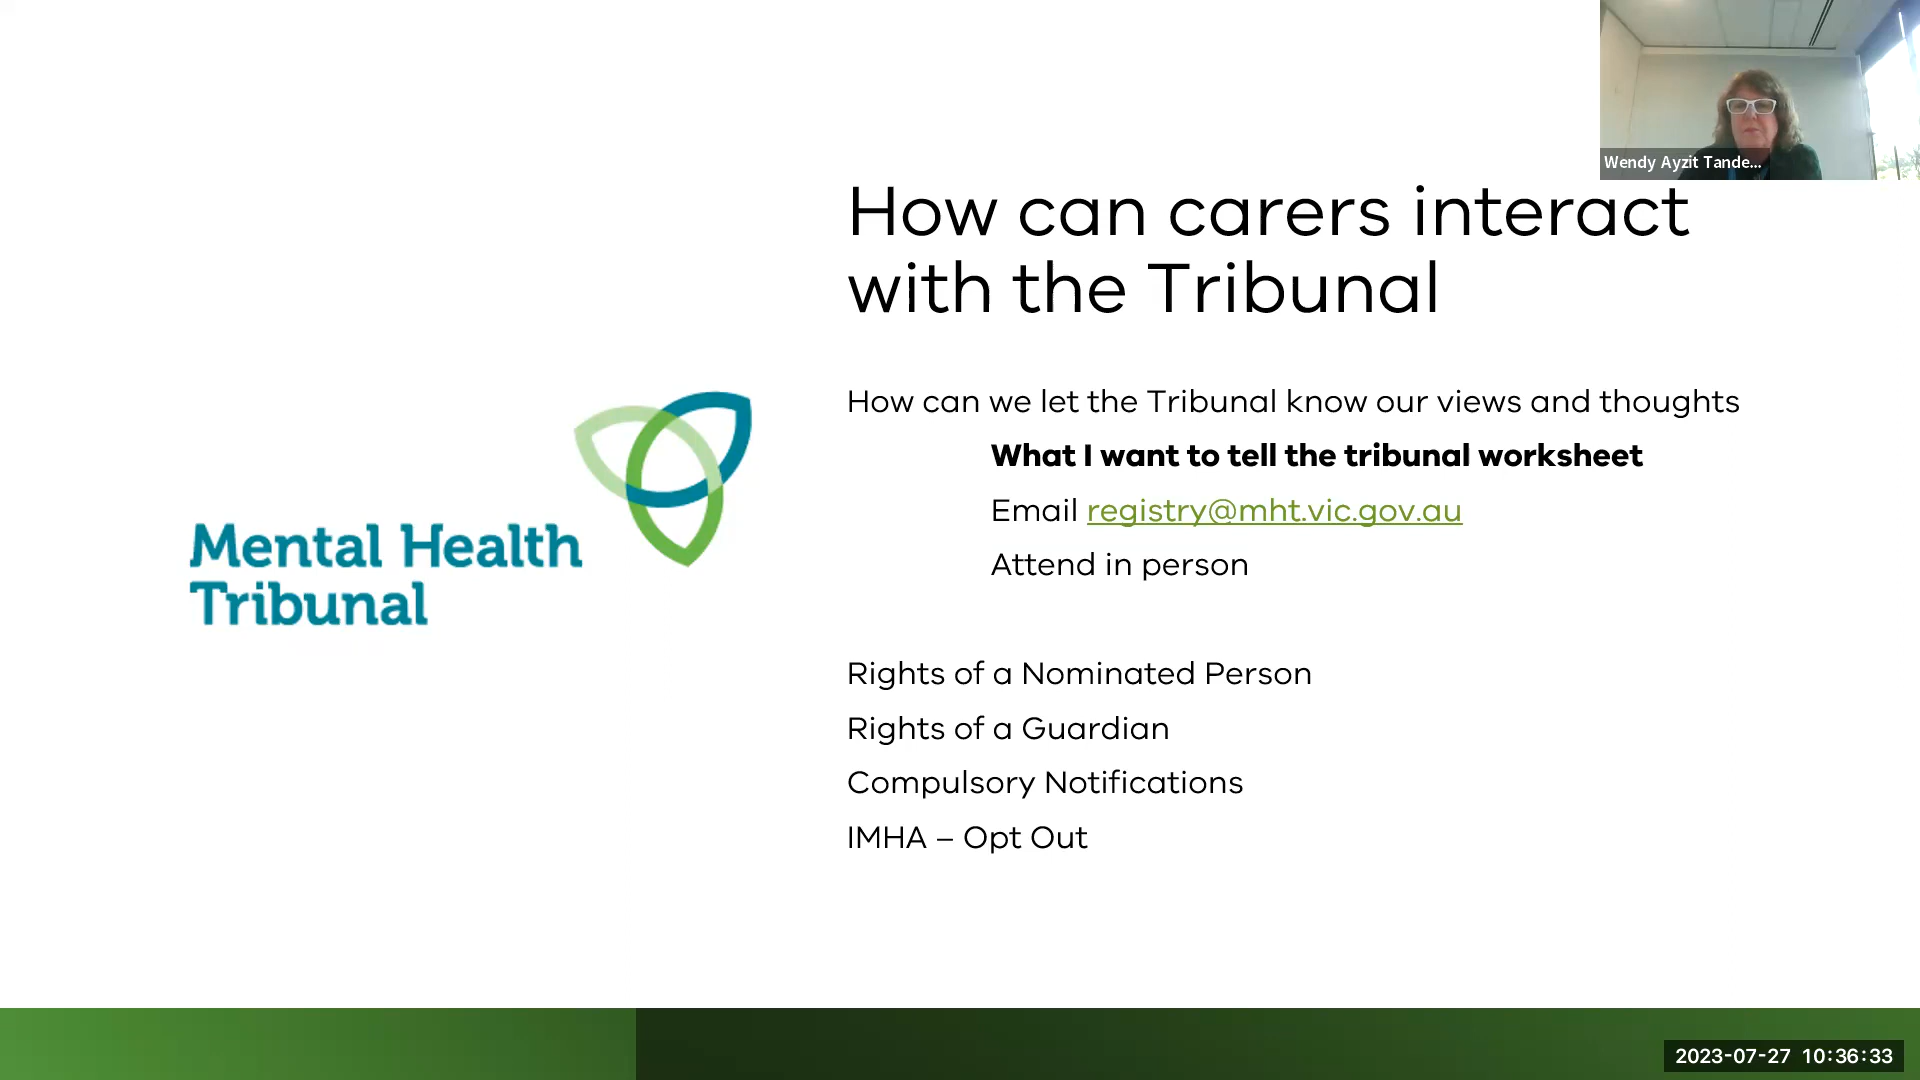 Wendy Ayzit Tande...
How can carers interact
with the Tribunal
How can we let the Tribunal know our views and thoughts
What I want to tell the tribunal worksheet
Email registry@mht.vic.gov.au
Attend in person
Mental Health
Tribunal
Rights of a Nominated Person
Rights of a Guardian
Compulsory Notifications
IMHA – Opt Out
2023-07-27 10:36:33